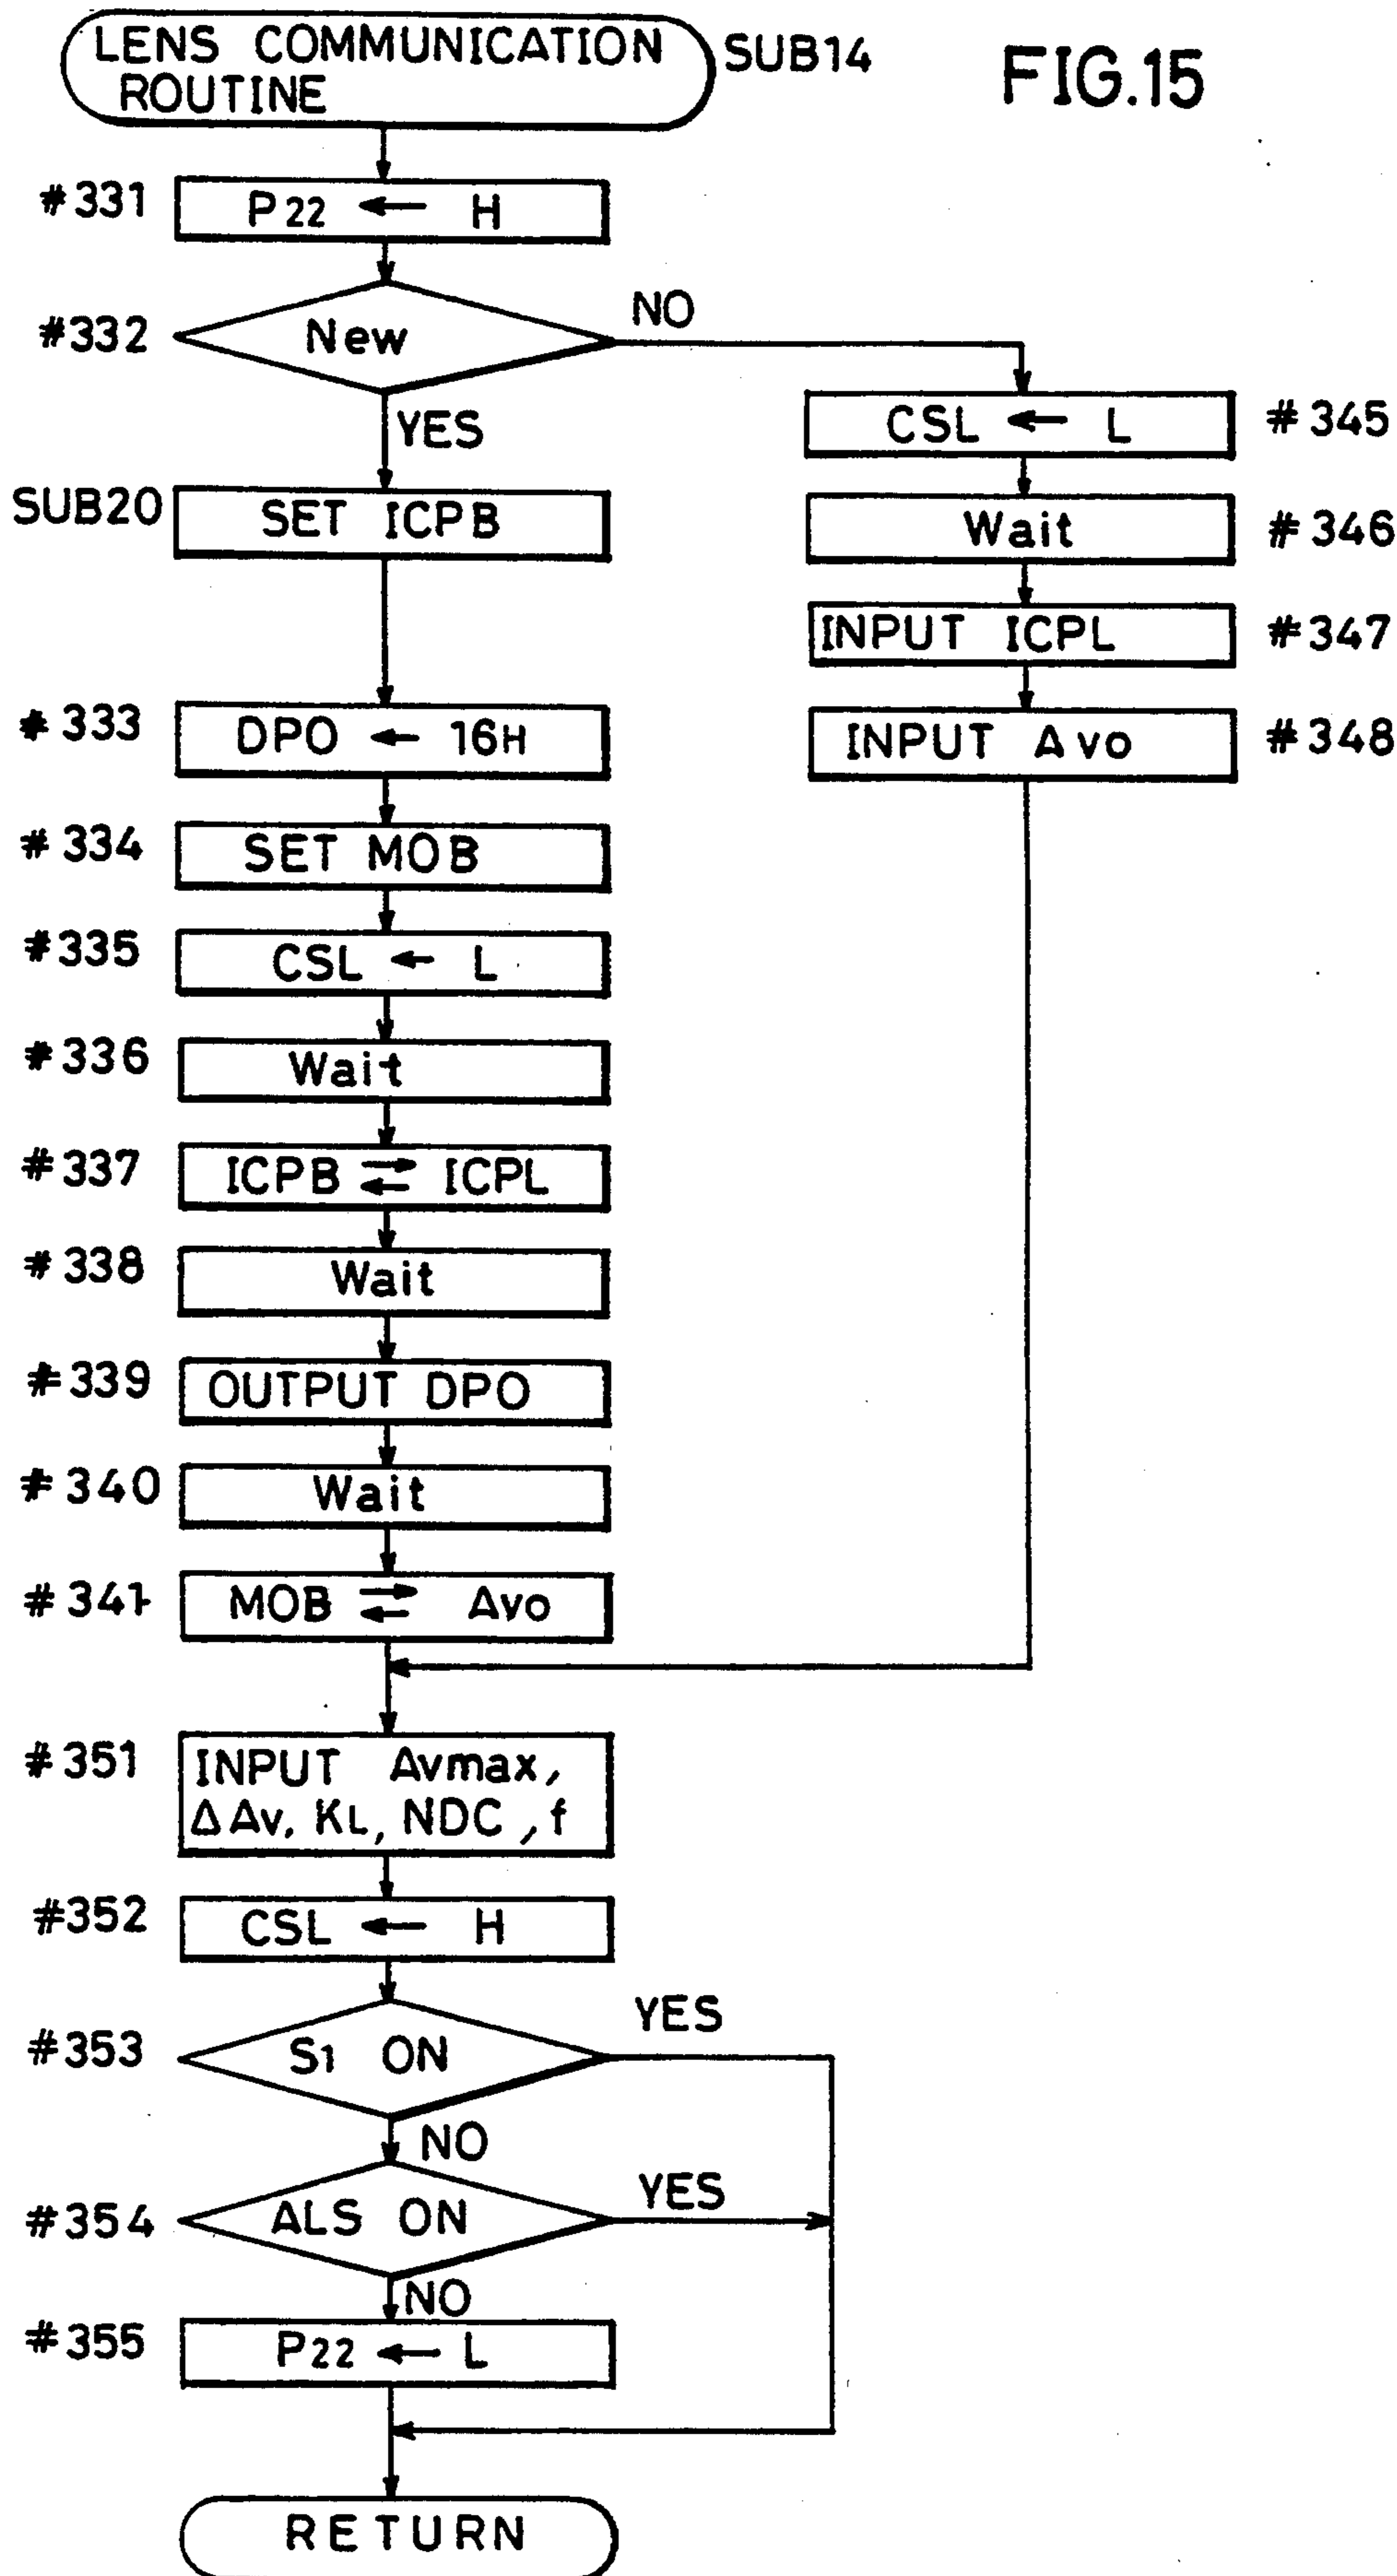 LENS COMMUNICATION
ROUTINE
SUB14
FIG.15
#331
P22 ← H
#332
New
NO
YES
#345
CSL ← L
#346
Wait
#347
INPUT ICPL
#348
INPUT Avo
SUB20
SET ICPB
#333
DPO ← 16H
#334
SET MOB
#335
CSL ← L
#336
Wait
#337
ICPB ⇄ ICPL
#338
Wait
#339
OUTPUT DPO
#340
Wait
#341
MOB ⇄ Avo
#351
INPUT Avmax,
ΔAv, KL, NDC, f
#352
CSL ← H
#353
S1 ON
YES
NO
#354
ALS ON
YES
NO
#355
P22 ← L
RETURN